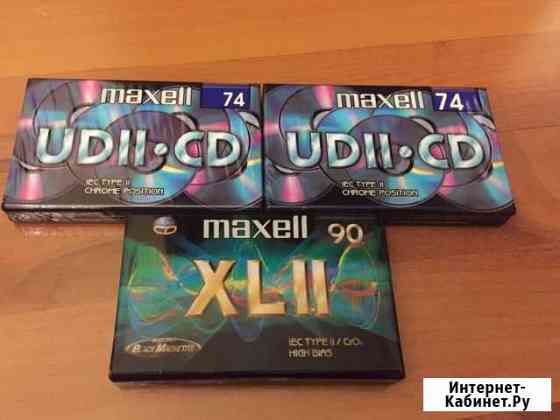 maxell 74
UDII•CD
IEC TYPE II
CHROME POSITION
maxell 74
UDII•CD
IEC TYPE II
CHROME POSITION
maxell 90
XLII
IEC TYPE II / CrO₂
HIGH BIAS
BLACK MAGNETITE
Интернет-
Кабинет.Ру